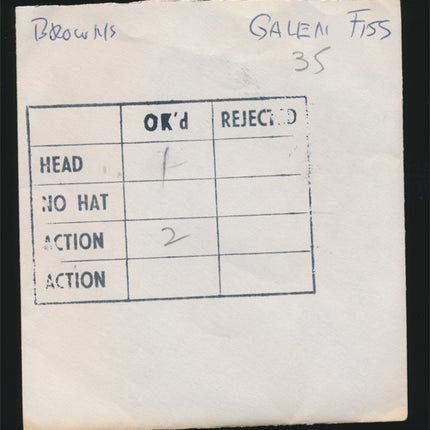 Browns Galen Fiss
35
OK'd REJECTED
HEAD 1
NO HAT
ACTION 2
ACTION